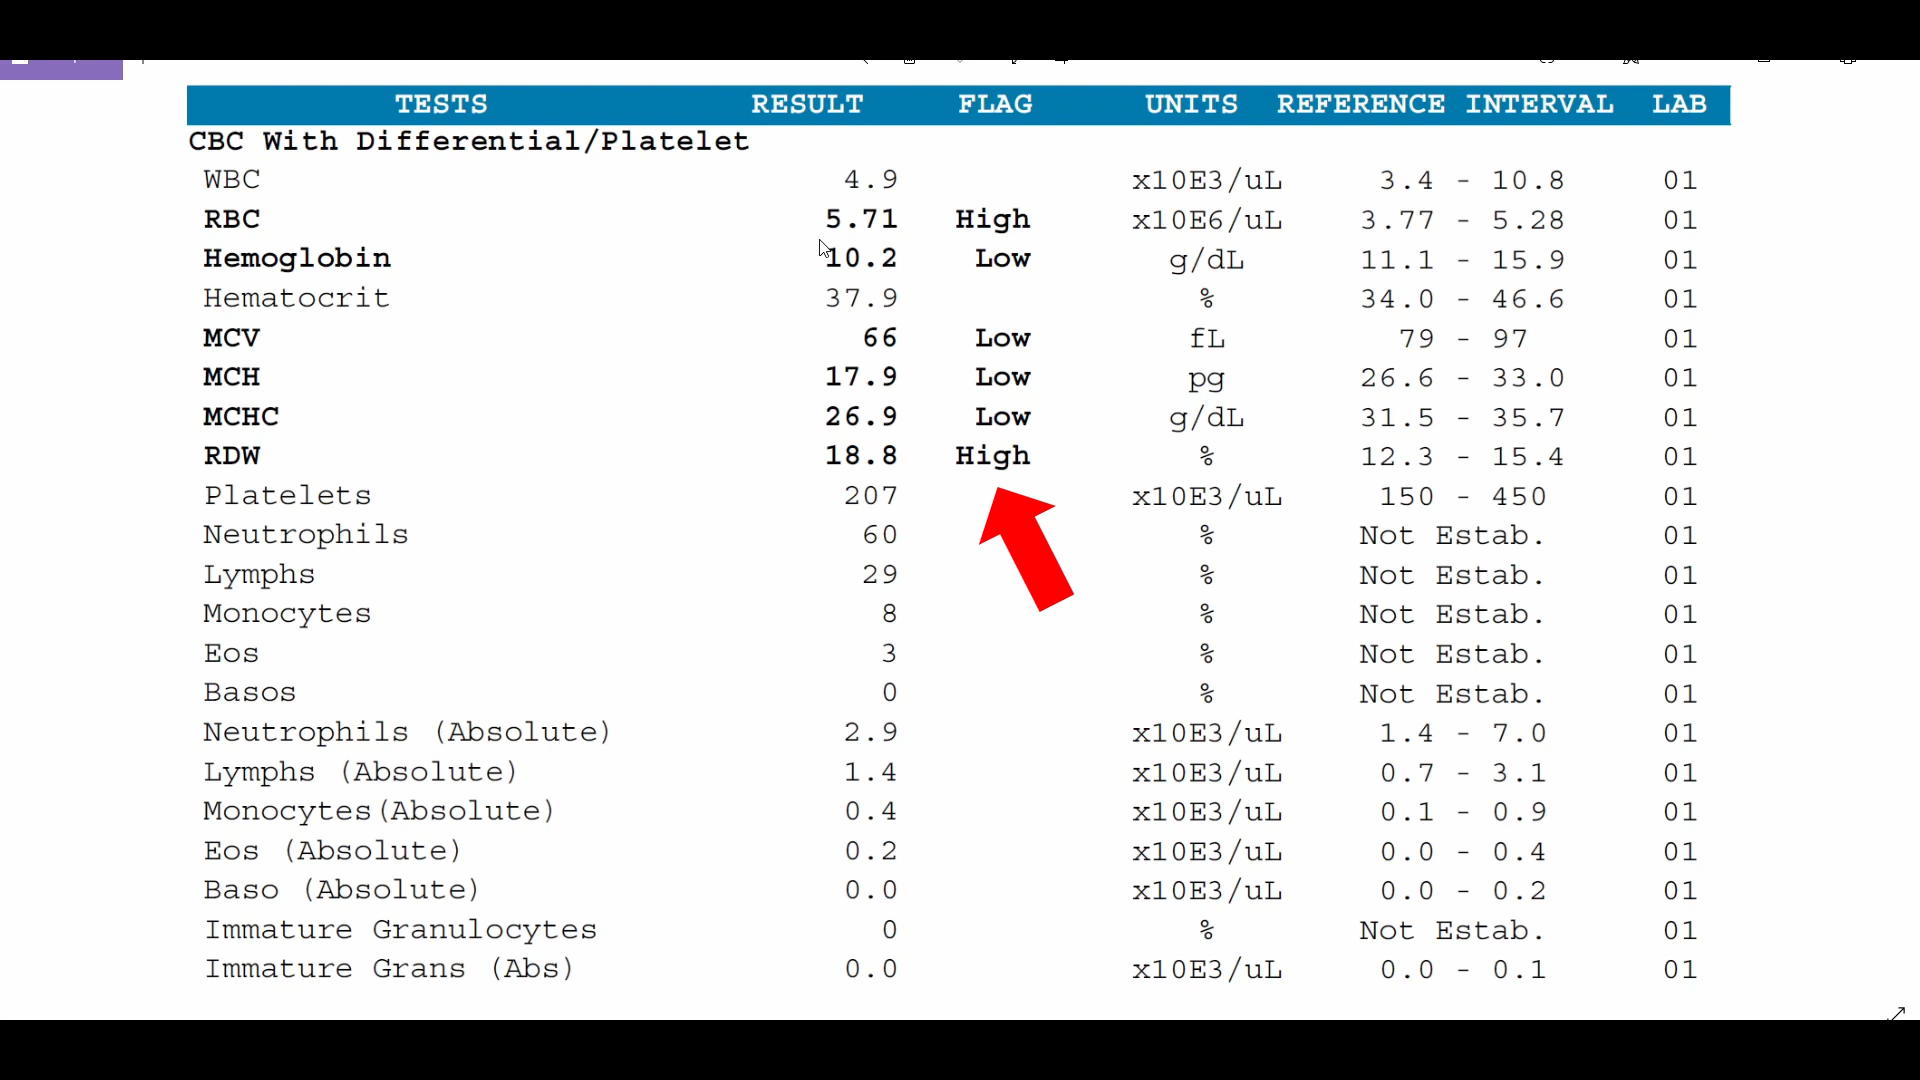 TESTS RESULT FLAG UNITS REFERENCE INTERVAL LAB
CBC With Differential/Platelet
WBC 4.9 x10E3/uL 3.4 - 10.8 01
RBC 5.71 High x10E6/uL 3.77 - 5.28 01
Hemoglobin 10.2 Low g/dL 11.1 - 15.9 01
Hematocrit 37.9 % 34.0 - 46.6 01
MCV 66 Low fL 79 - 97 01
MCH 17.9 Low pg 26.6 - 33.0 01
MCHC 26.9 Low g/dL 31.5 - 35.7 01
RDW 18.8 High % 12.3 - 15.4 01
Platelets 207 x10E3/uL 150 - 450 01
Neutrophils 60 % Not Estab. 01
Lymphs 29 % Not Estab. 01
Monocytes 8 % Not Estab. 01
Eos 3 % Not Estab. 01
Basos 0 % Not Estab. 01
Neutrophils (Absolute) 2.9 x10E3/uL 1.4 - 7.0 01
Lymphs (Absolute) 1.4 x10E3/uL 0.7 - 3.1 01
Monocytes(Absolute) 0.4 x10E3/uL 0.1 - 0.9 01
Eos (Absolute) 0.2 x10E3/uL 0.0 - 0.4 01
Baso (Absolute) 0.0 x10E3/uL 0.0 - 0.2 01
Immature Granulocytes 0 % Not Estab. 01
Immature Grans (Abs) 0.0 x10E3/uL 0.0 - 0.1 01